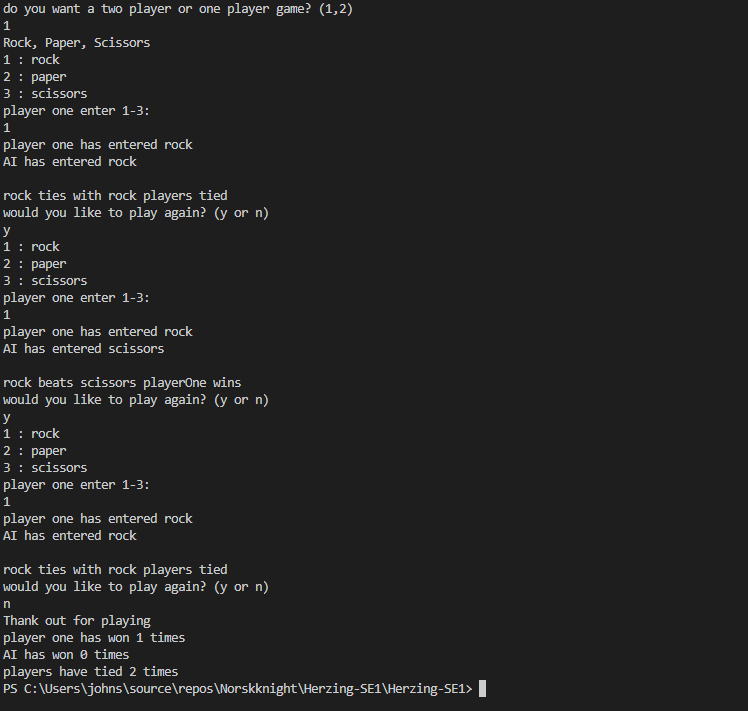 do you want a two player or one player game? (1,2)
1
Rock, Paper, Scissors
1 : rock
2 : paper
3 : scissors
player one enter 1-3:
1
player one has entered rock
AI has entered rock
rock ties with rock players tied
would you like to play again? (y or n)
y
1 : rock
2 : paper
3 : scissors
player one enter 1-3:
1
player one has entered rock
AI has entered scissors
rock beats scissors playerOne wins
would you like to play again? (y or n)
y
1 : rock
2 : paper
3 : scissors
player one enter 1-3:
1
player one has entered rock
AI has entered rock
rock ties with rock players tied
would you like to play again? (y or n)
n
Thank out for playing
player one has won 1 times
AI has won 0 times
players have tied 2 times
PS C:\Users\johns\source\repos\Norskknight\Herzing-SE1\Herzing-SE1>